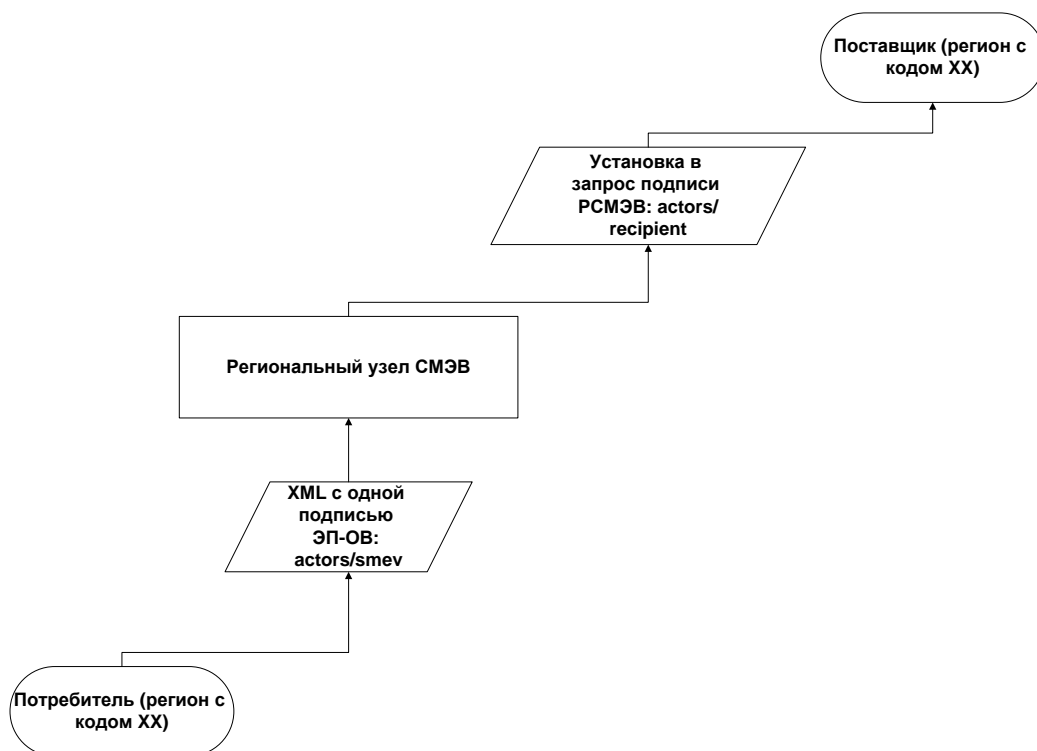 Поставщик (регион с
кодом XX)
Установка в
запрос подписи
РСМЭВ: actors/
recipient
Региональный узел СМЭВ
XML с одной
подписью
ЭП-ОВ:
actors/smev
Потребитель (регион с
кодом XX)